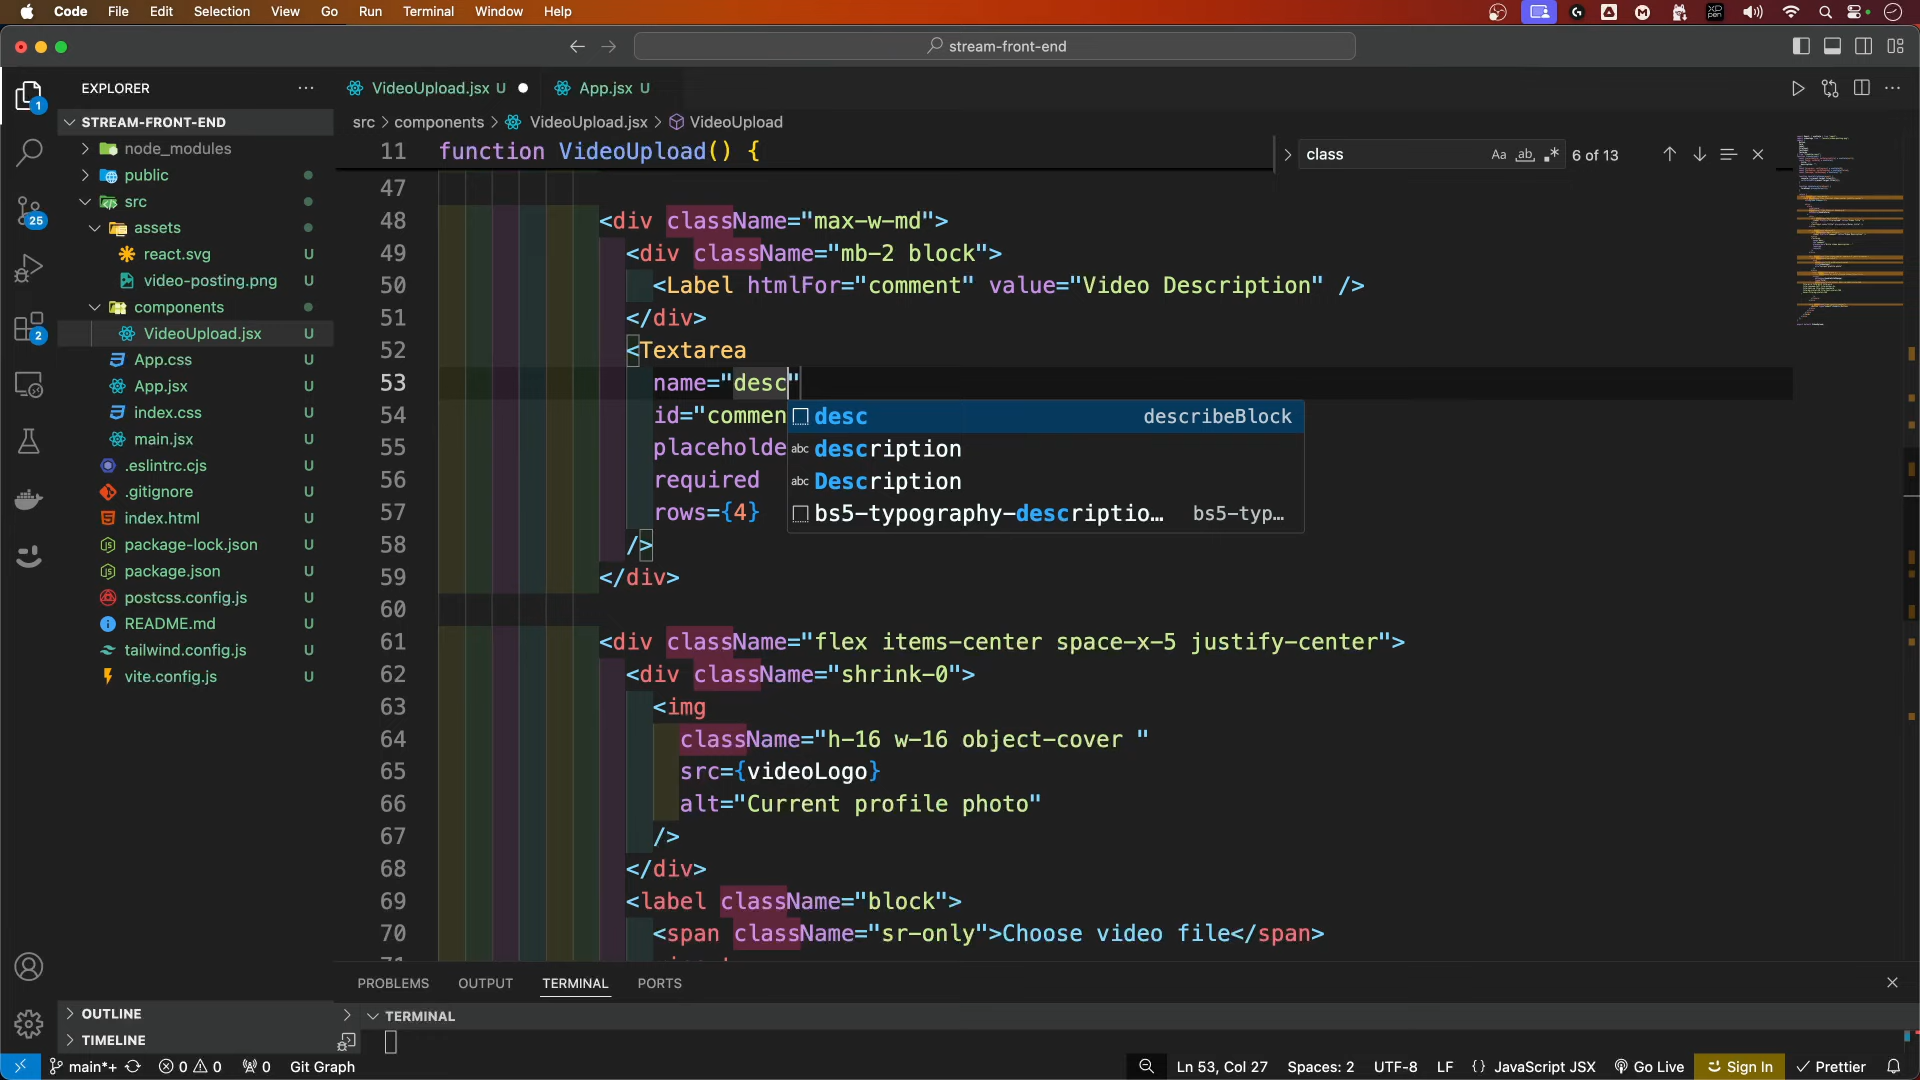 Code File Edit Selection View Go Run Terminal Window Help
stream-front-end
EXPLORER
VideoUpload.jsx U
App.jsx U
STREAM-FRONT-END
src > components > VideoUpload.jsx > VideoUpload
node_modules
public
src
assets
react.svg U
video-posting.png U
components
VideoUpload.jsx U
App.css U
App.jsx U
index.css U
main.jsx U
.eslintrc.cjs U
.gitignore U
index.html U
package-lock.json U
package.json U
postcss.config.js U
README.md U
tailwind.config.js U
vite.config.js U
OUTLINE
TIMELINE
1
25
2
class
Aa ab .*
6 of 13
11 function VideoUpload() {
47
48 <div className="max-w-md">
49 <div className="mb-2 block">
50 <Label htmlFor="comment" value="Video Description" />
51 </div>
52 <Textarea
53 name="desc"
54 id="commen
55 placeholde
56 required
57 rows={4}
58 />
59 </div>
60
61 <div className="flex items-center space-x-5 justify-center">
62 <div className="shrink-0">
63 <img
64 className="h-16 w-16 object-cover "
65 src={videoLogo}
66 alt="Current profile photo"
67 />
68 </div>
69 <label className="block">
70 <span className="sr-only">Choose video file</span>
desc describeBlock
abc description
abc Description
bs5-typography-descriptio… bs5-typ…
PROBLEMS OUTPUT TERMINAL PORTS
TERMINAL
main*+ 0 0 0 Git Graph
Ln 53, Col 27 Spaces: 2 UTF-8 LF {} JavaScript JSX Go Live Sign In Prettier